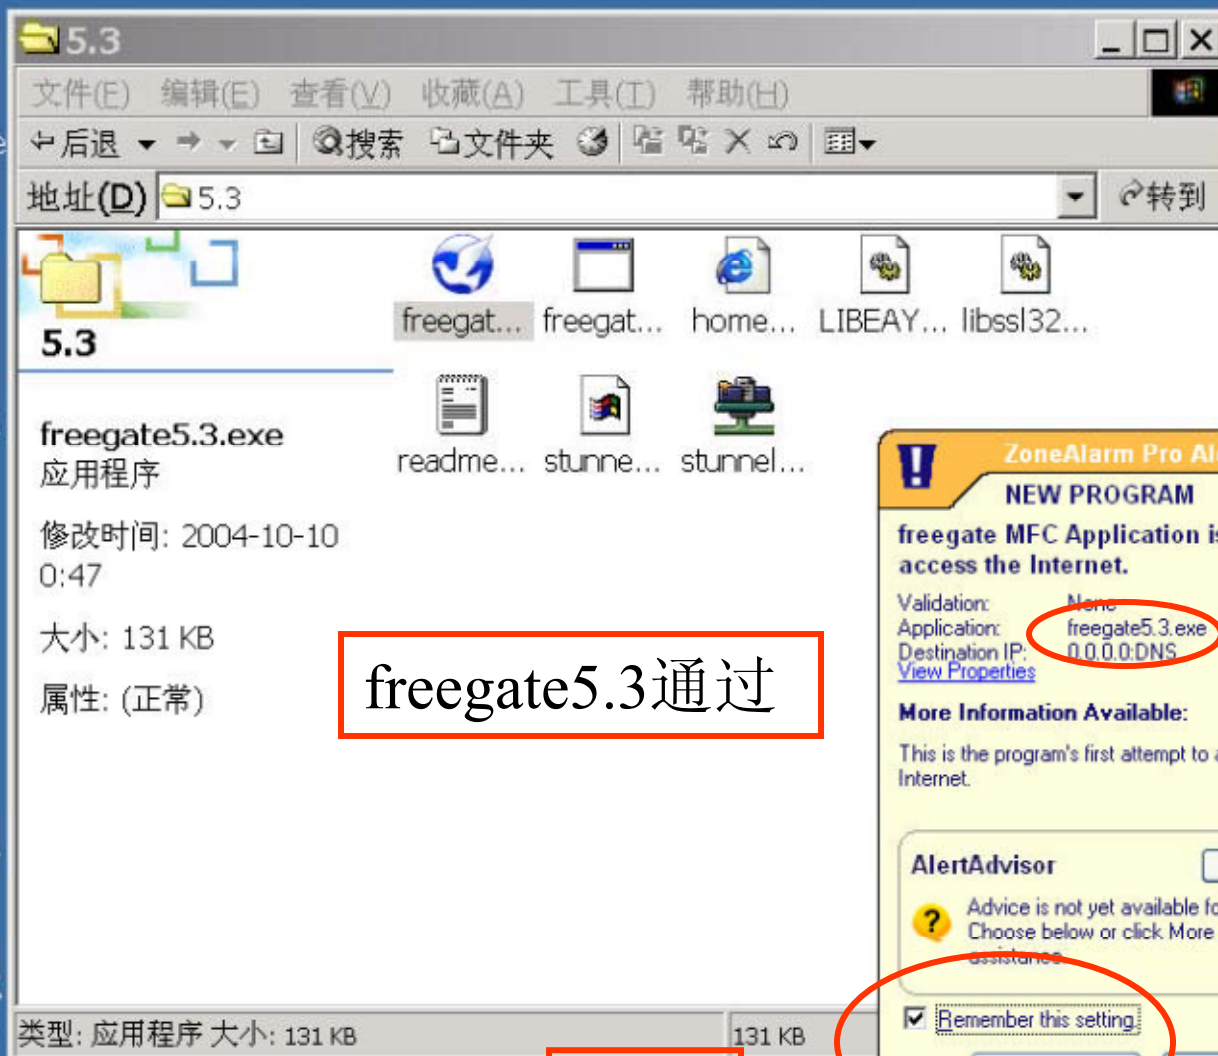 5.3
文件(E) 编辑(E) 查看(V) 收藏(A) 工具(T) 帮助(H)
后退 搜索 文件夹
地址(D) 5.3 转到
freegat... freegat... home... LIBEAY... libssl32...
5.3
readme... stunne... stunnel...
freegate5.3.exe
应用程序
修改时间: 2004-10-10
0:47
大小: 131 KB
属性: (正常)
freegate5.3通过
ZoneAlarm Pro Al
NEW PROGRAM
freegate MFC Application is
access the Internet.
Validation: None
Application: freegate5.3.exe
Destination IP: 0.0.0.0:DNS
View Properties
More Information Available:
This is the program's first attempt to a
Internet.
AlertAdvisor
Advice is not yet available fo
Choose below or click More
assistance.
Remember this setting.
类型: 应用程序 大小: 131 KB 131 KB